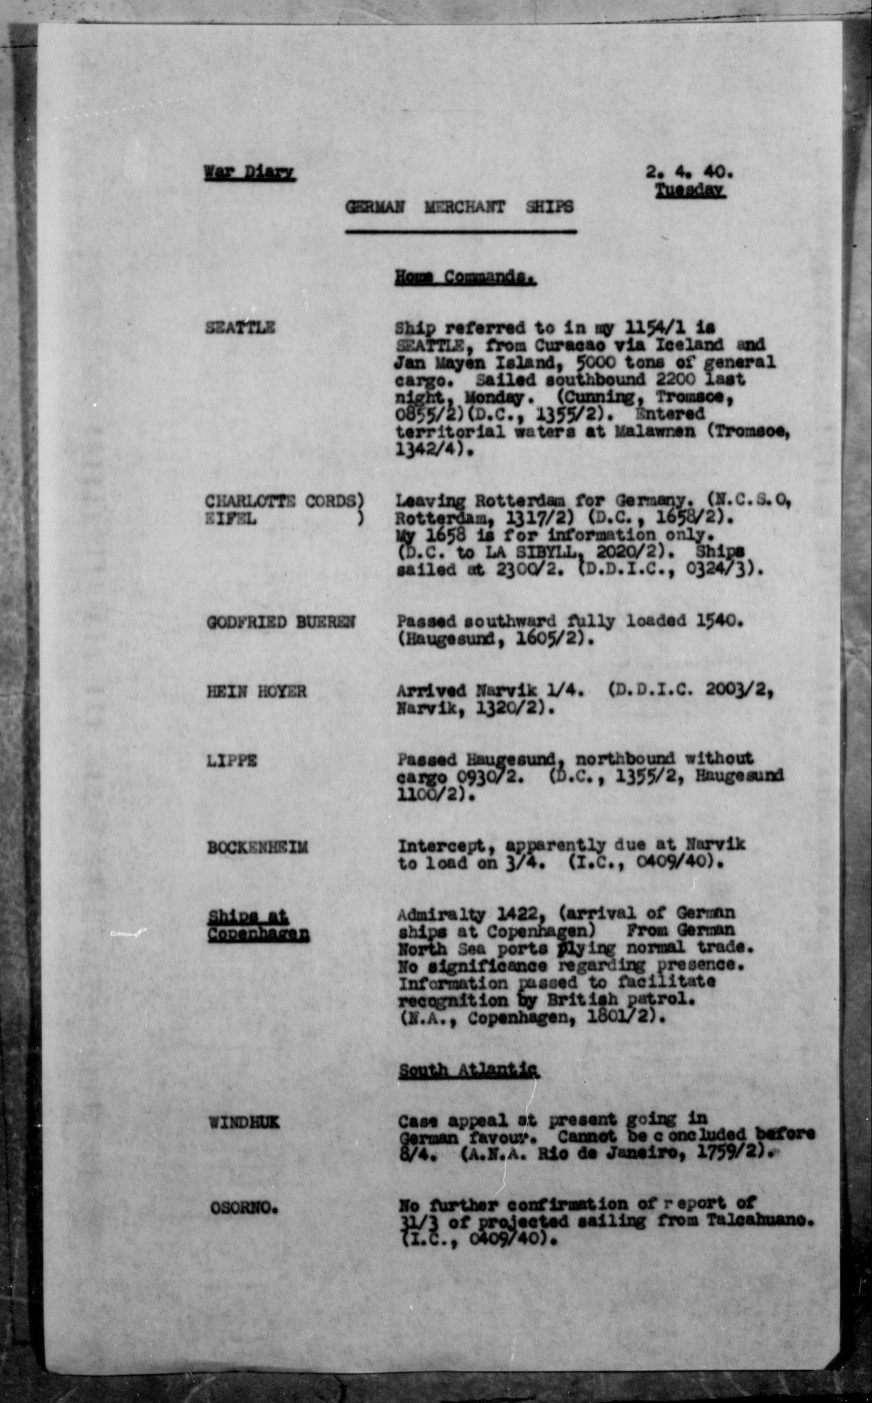 War Diary
2. 4. 40.
Tuesday
GERMAN MERCHANT SHIPS
Home Commands.
SEATTLE
Ship referred to in my 1154/1 is
SEATTLE, from Curacao via Iceland and
Jan Mayen Island, 5000 tons of general
cargo. Sailed southbound 2200 last
night, Monday. (Cunning, Tromsoe,
0855/2)(D.C., 1355/2). Entered
territorial waters at Malawnen (Tromsoe,
1342/4).
CHARLOTTE CORDS)
EIFEL )
Leaving Rotterdam for Germany. (N.C.S.O,
Rotterdam, 1317/2) (D.C., 1658/2).
My 1658 is for information only.
(D.C. to LA SIBYLL, 2020/2). Ships
sailed at 2300/2. (D.D.I.C., 0324/3).
GODFRIED BUEREN
Passed southward fully loaded 1540.
(Haugesund, 1605/2).
HEIN HOYER
Arrived Narvik 1/4. (D.D.I.C. 2003/2,
Narvik, 1320/2).
LIPPE
Passed Haugesund, northbound without
cargo 0930/2. (D.C., 1355/2, Haugesund
1100/2).
BOCKENHEIM
Intercept, apparently due at Narvik
to load on 3/4. (I.C., 0409/40).
Ships at
Copenhagen
Admiralty 1422, (arrival of German
ships at Copenhagen) From German
North Sea ports plying normal trade.
No significance regarding presence.
Information passed to facilitate
recognition by British patrol.
(N.A., Copenhagen, 1801/2).
South Atlantic
WINDHUK
Case appeal at present going in
German favour. Cannot be concluded before
8/4. (A.N.A. Rio de Janeiro, 1759/2).
OSORNO.
No further confirmation of report of
31/3 of projected sailing from Talcahuano.
(I.C., 0409/40).